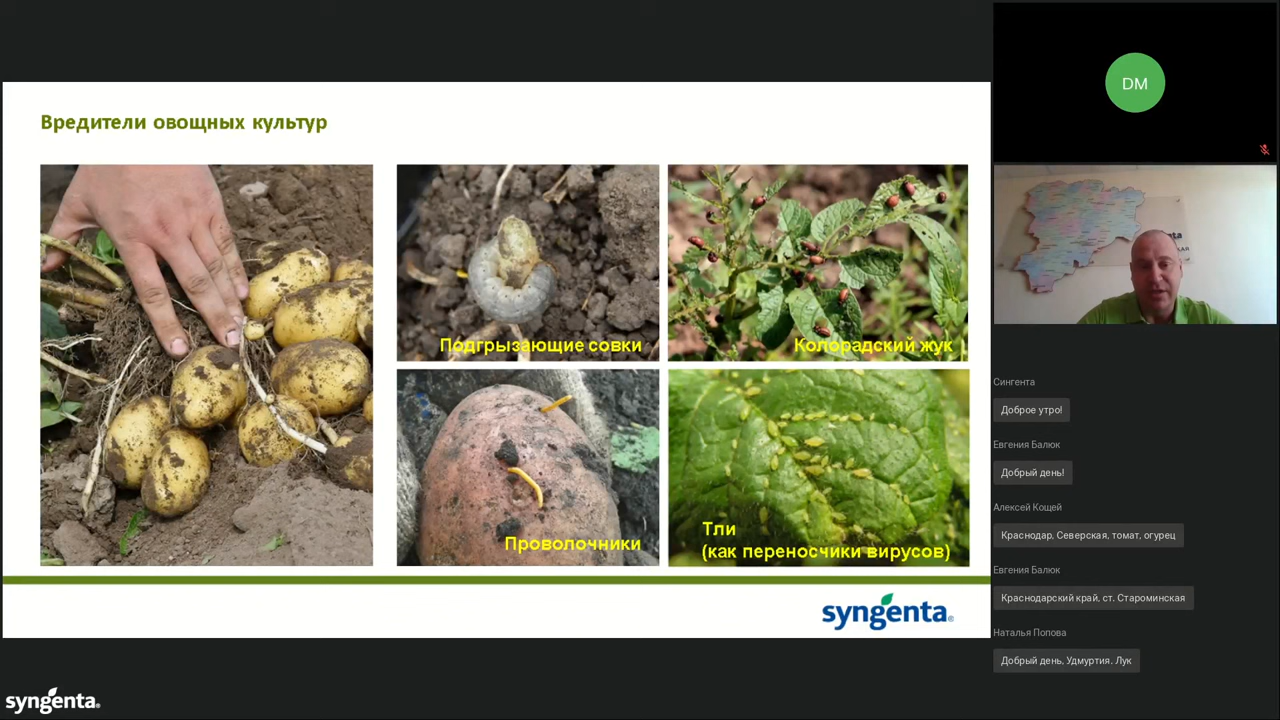 Вредители овощных культур
Подгрызающие совки
Колорадский жук
Проволочники
Тли
(как переносчики вирусов)
syngenta®
syngenta®
DM
Сингента
Доброе утро!
Евгения Балюк
Добрый день!
Алексей Кощей
Краснодар, Северская, томат, огурец
Евгения Балюк
Краснодарский край, ст. Староминская
Наталья Попова
Добрый день, Удмуртия. Лук